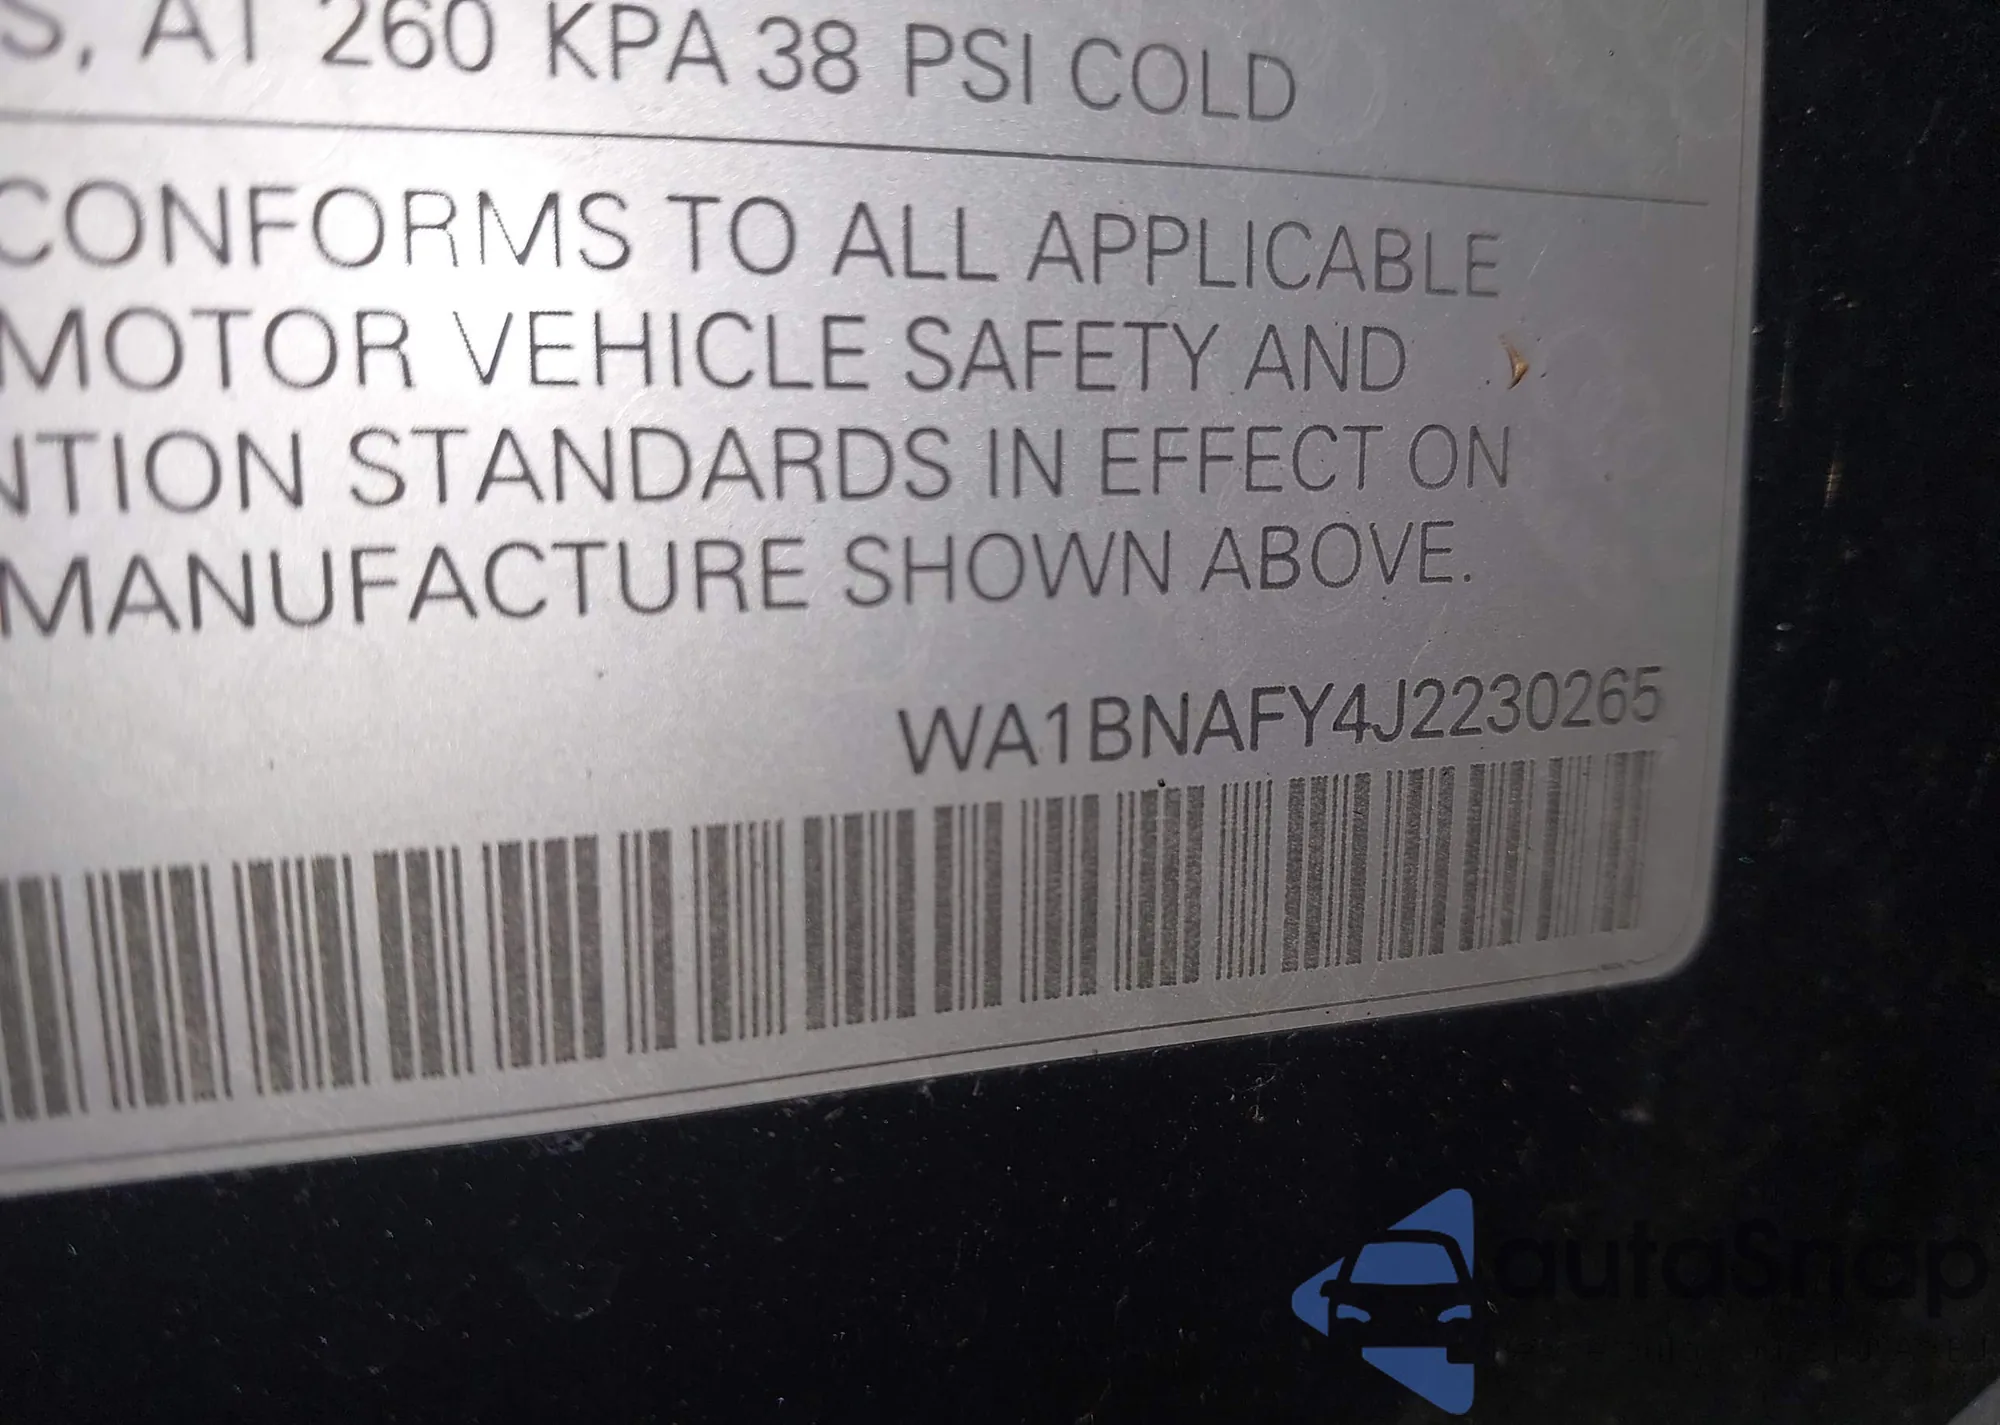 S, AT 260 KPA 38 PSI COLD
CONFORMS TO ALL APPLICABLE
MOTOR VEHICLE SAFETY AND
NTION STANDARDS IN EFFECT ON
MANUFACTURE SHOWN ABOVE.
WA1BNAFY4J2230265
autoSnap